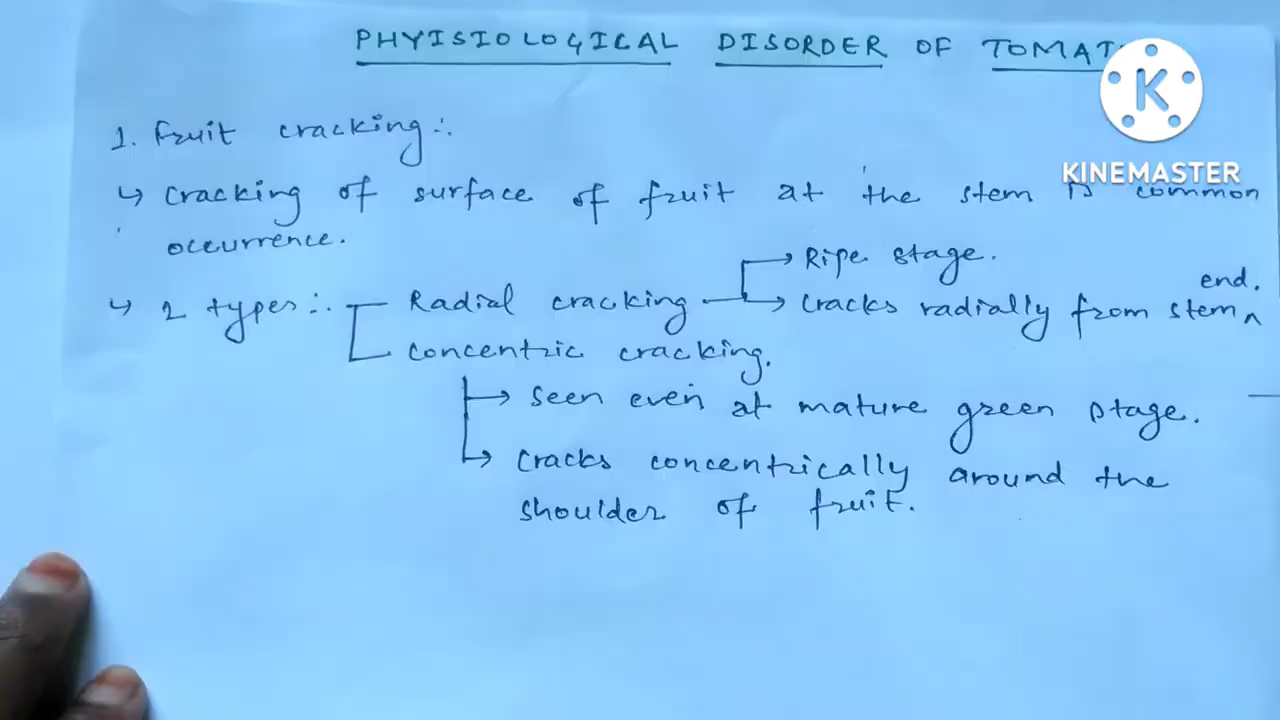 PHYISIOLOGICAL DISORDER OF TOMAT
K
KINEMASTER
1. Fruit cracking:.
↳ cracking of surface of fruit at the stem is common
occurrence.
↳ 2 types:. Radial cracking → Ripe stage.
→ cracks radially from stem ^ end.
concentric cracking.
→ seen even at mature green stage.
→ cracks concentrically around the
shoulder of fruit.